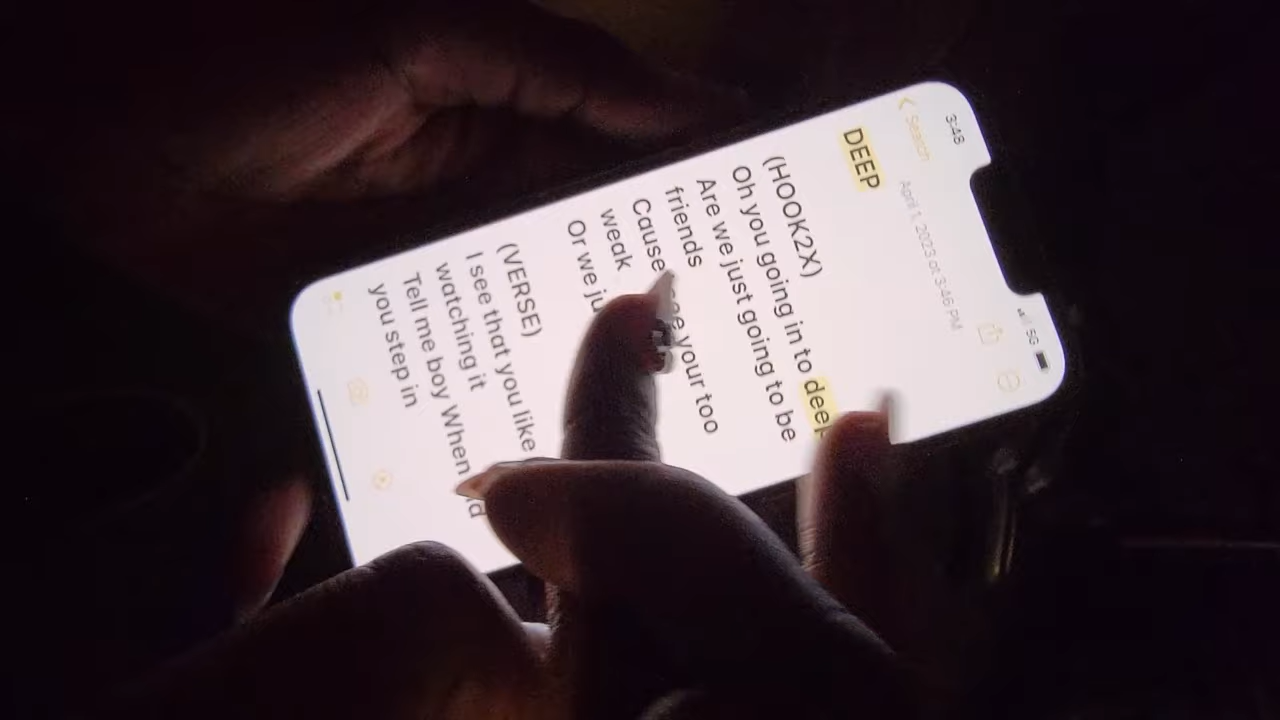 3:48
5G
Search
April 1, 2023 at 3:46 PM
DEEP
(HOOK2X)
Oh you going in to deep
Are we just going to be
friends
Cause your too
weak
Or we
(VERSE)
I see that you like
watching it
Tell me boy When
you step in